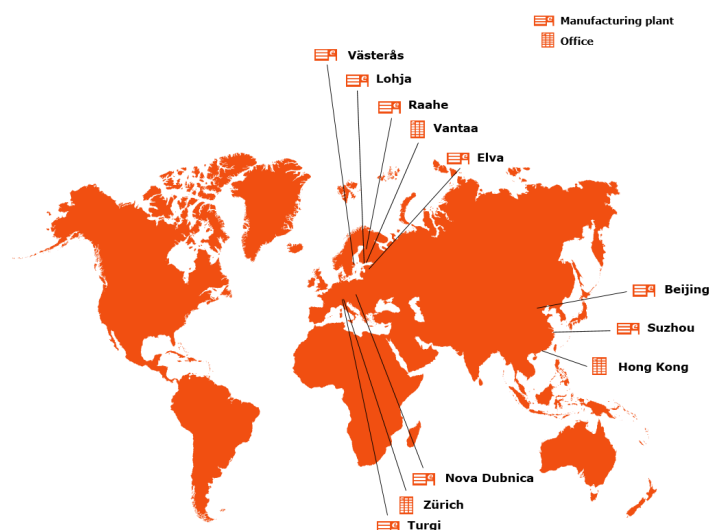 Manufacturing plant
Office
Västerås
Lohja
Raahe
Vantaa
Elva
Beijing
Suzhou
Hong Kong
Nova Dubnica
Zürich
Turgi